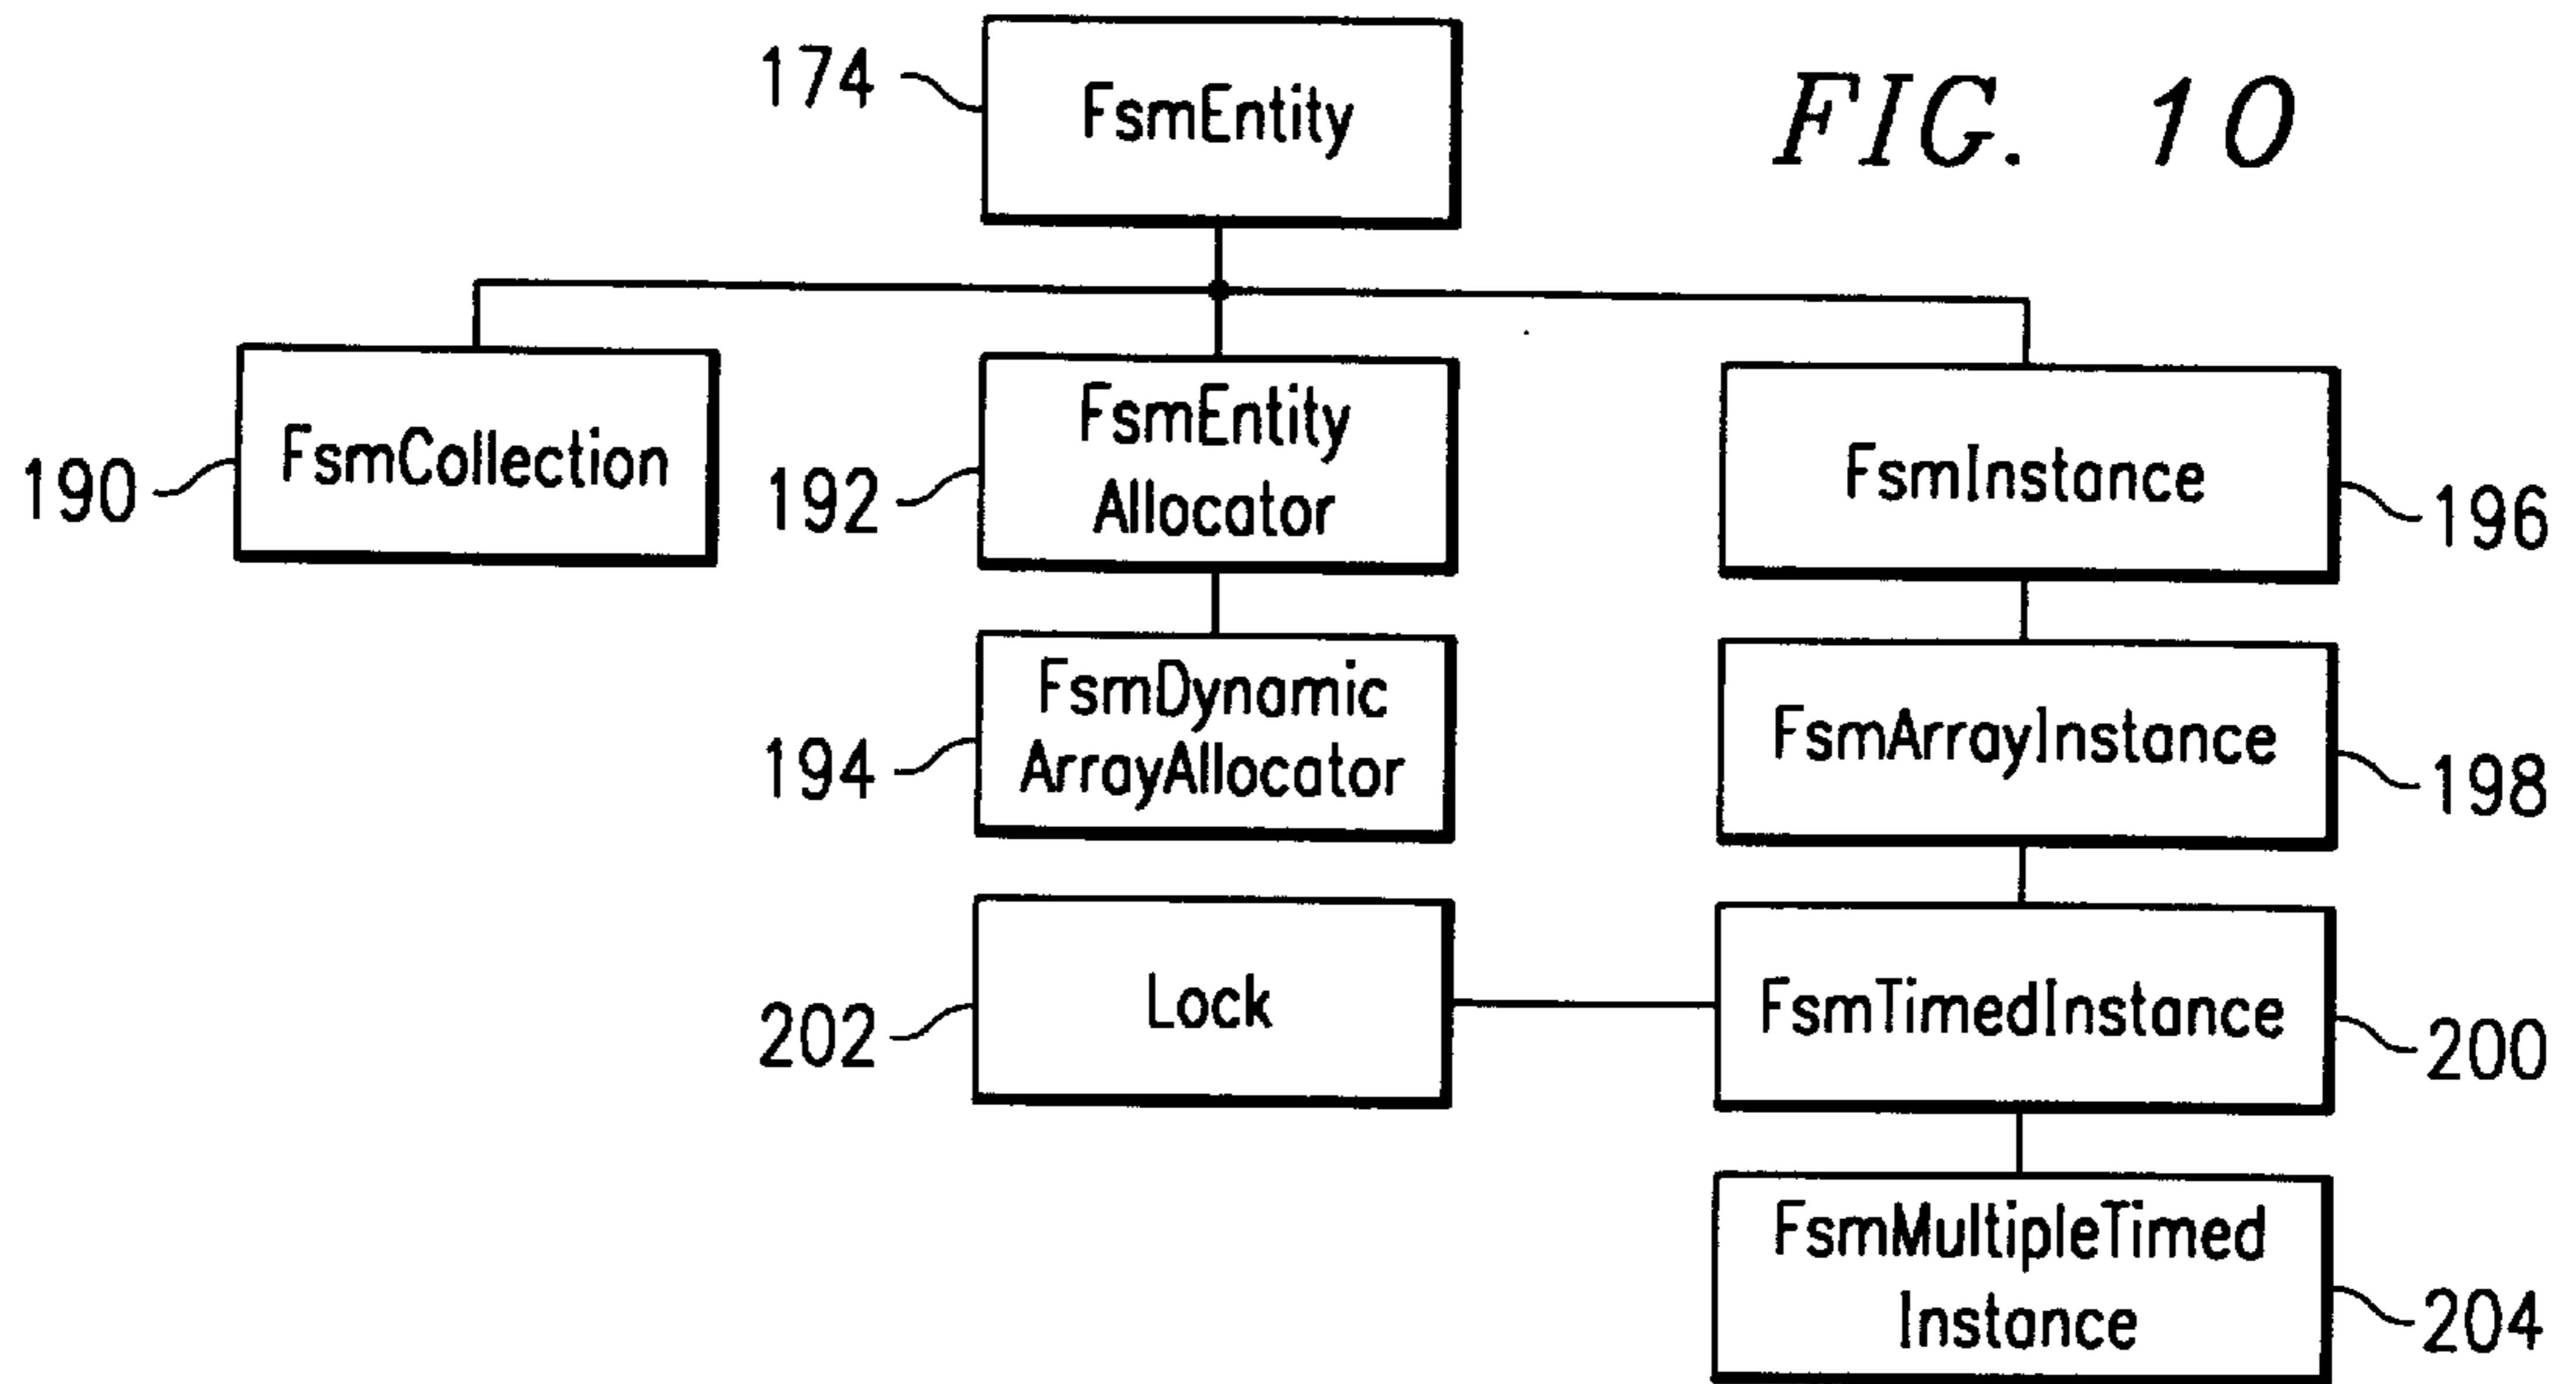 174
FsmEntity
FIG. 10
190
FsmCollection
192
FsmEntity
Allocator
FsmInstance
196
194
FsmDynamic
ArrayAllocator
FsmArrayInstance
198
202
Lock
FsmTimedInstance
200
FsmMultipleTimed
Instance
204